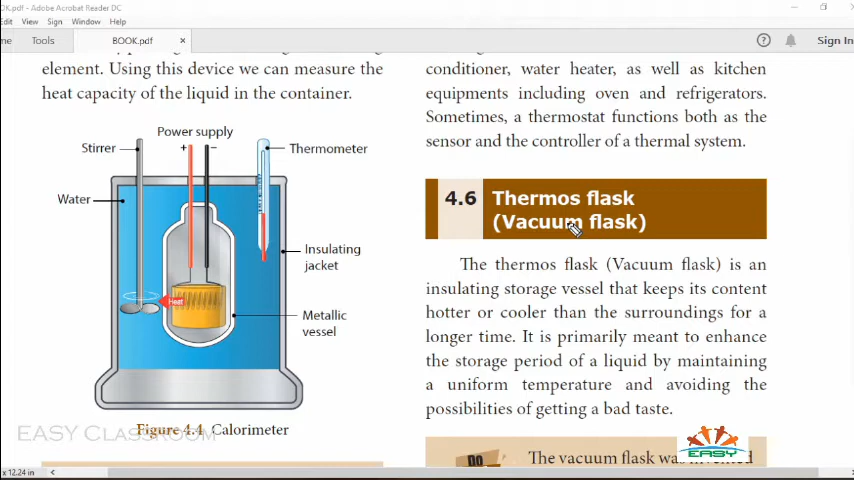 OK.pdf - Adobe Acrobat Reader DC
Edit View Sign Window Help
me Tools BOOK.pdf × Sign In
element. Using this device we can measure the
heat capacity of the liquid in the container.
Power supply
+ −
Stirrer
Thermometer
Water
Insulating
jacket
Heat
Metallic
vessel
Figure 4.4 Calorimeter
EASY CLASSROOM
conditioner, water heater, as well as kitchen
equipments including oven and refrigerators.
Sometimes, a thermostat functions both as the
sensor and the controller of a thermal system.
4.6 Thermos flask
(Vacuum flask)
The thermos flask (Vacuum flask) is an
insulating storage vessel that keeps its content
hotter or cooler than the surroundings for a
longer time. It is primarily meant to enhance
the storage period of a liquid by maintaining
a uniform temperature and avoiding the
possibilities of getting a bad taste.
DO
The vacuum flask was invented
EASY
x 12.24 in